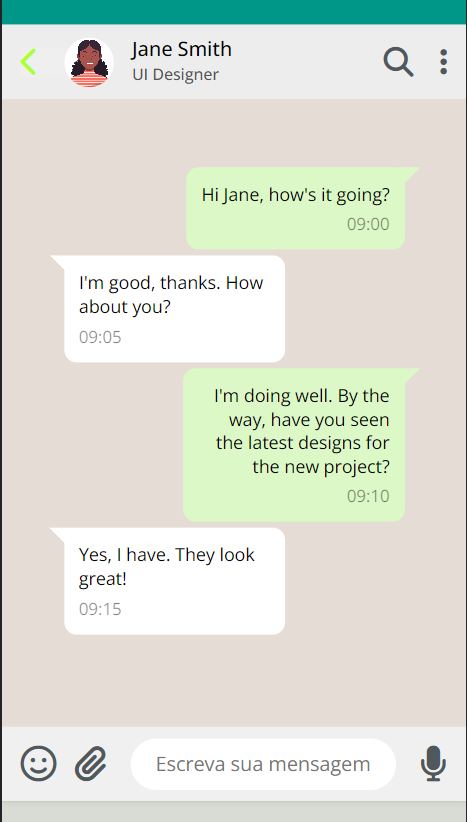 Jane Smith
UI Designer
Hi Jane, how's it going?
09:00
I'm good, thanks. How
about you?
09:05
I'm doing well. By the
way, have you seen
the latest designs for
the new project?
09:10
Yes, I have. They look
great!
09:15
Escreva sua mensagem